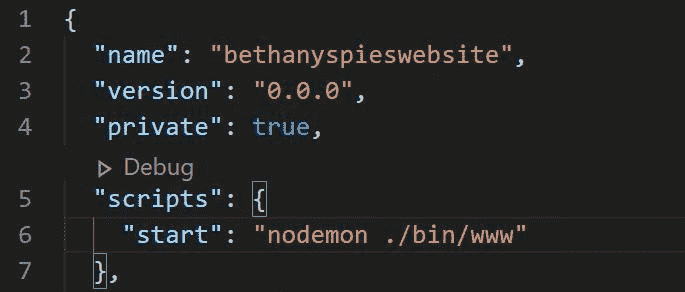 1 {
2 "name": "bethanyspieswebsite",
3 "version": "0.0.0",
4 "private": true,
Debug
5 "scripts": {
6 "start": "nodemon ./bin/www"
7 },